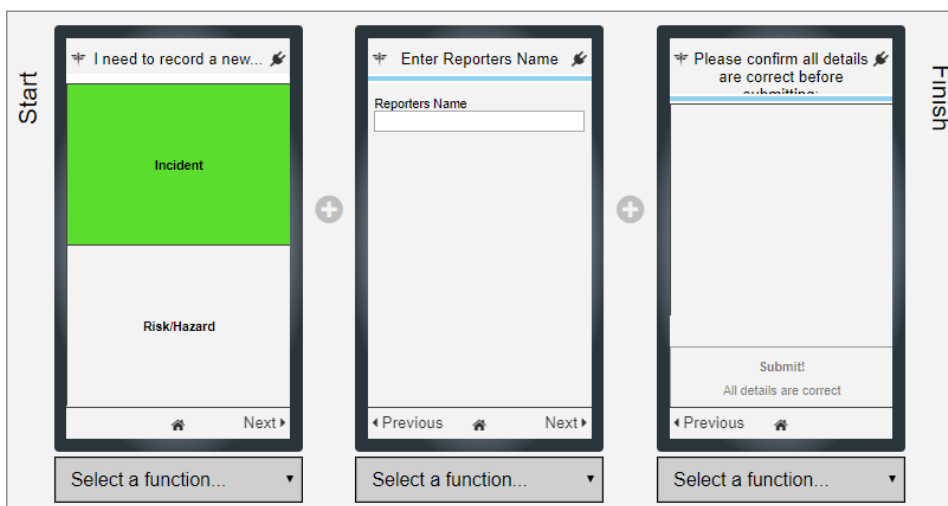 Start
I need to record a new...
Incident
Risk/Hazard
Next
Select a function...
Enter Reporters Name
Reporters Name
Previous
Next
Select a function...
Please confirm all details
are correct before
submitting:
Submit!
All details are correct
Previous
Select a function...
Finish